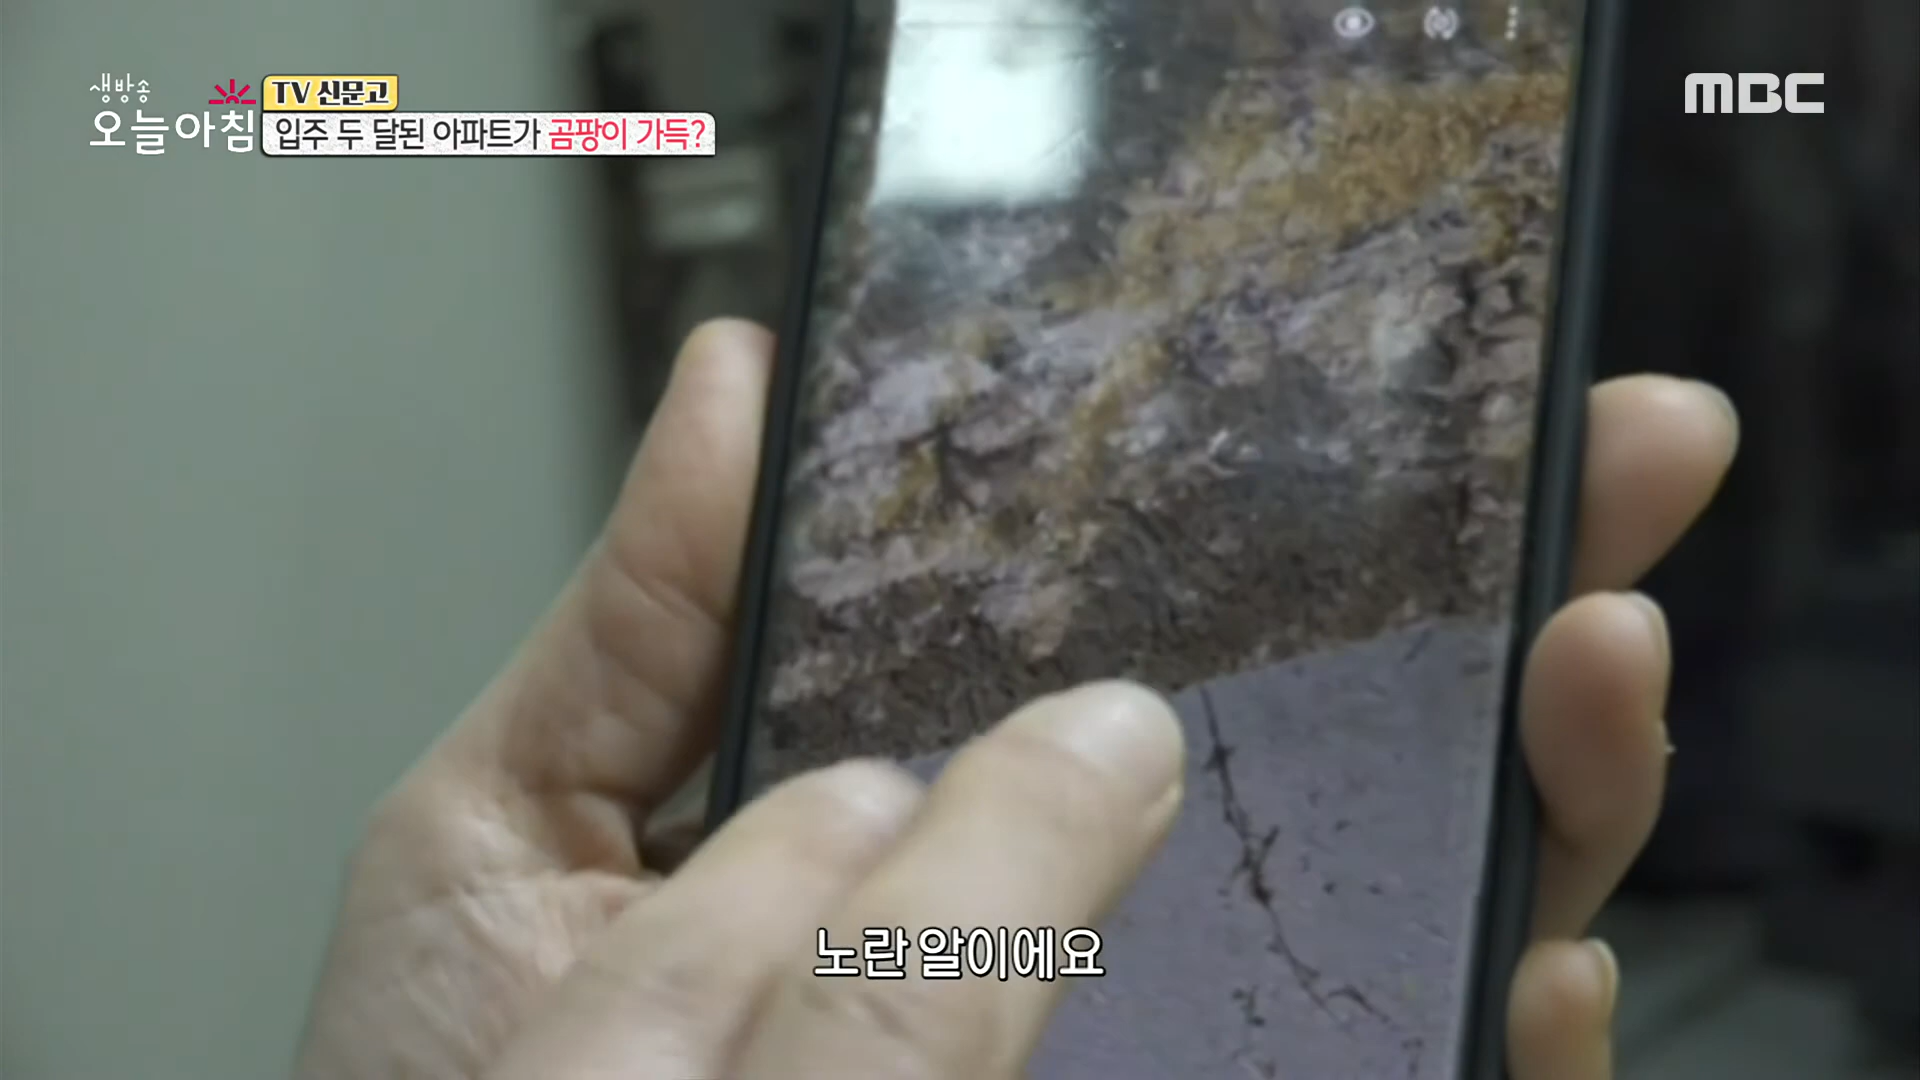 생방송
오늘아침
TV 신문고
입주 두 달된 아파트가 곰팡이 가득?
MBC
노란 알이에요